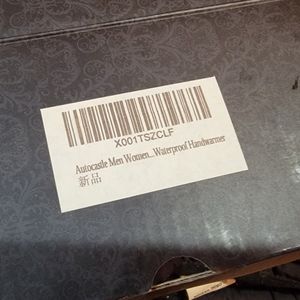 X001TSZCLF
Autocastle Men Women...Waterproof Handwarmer
新品